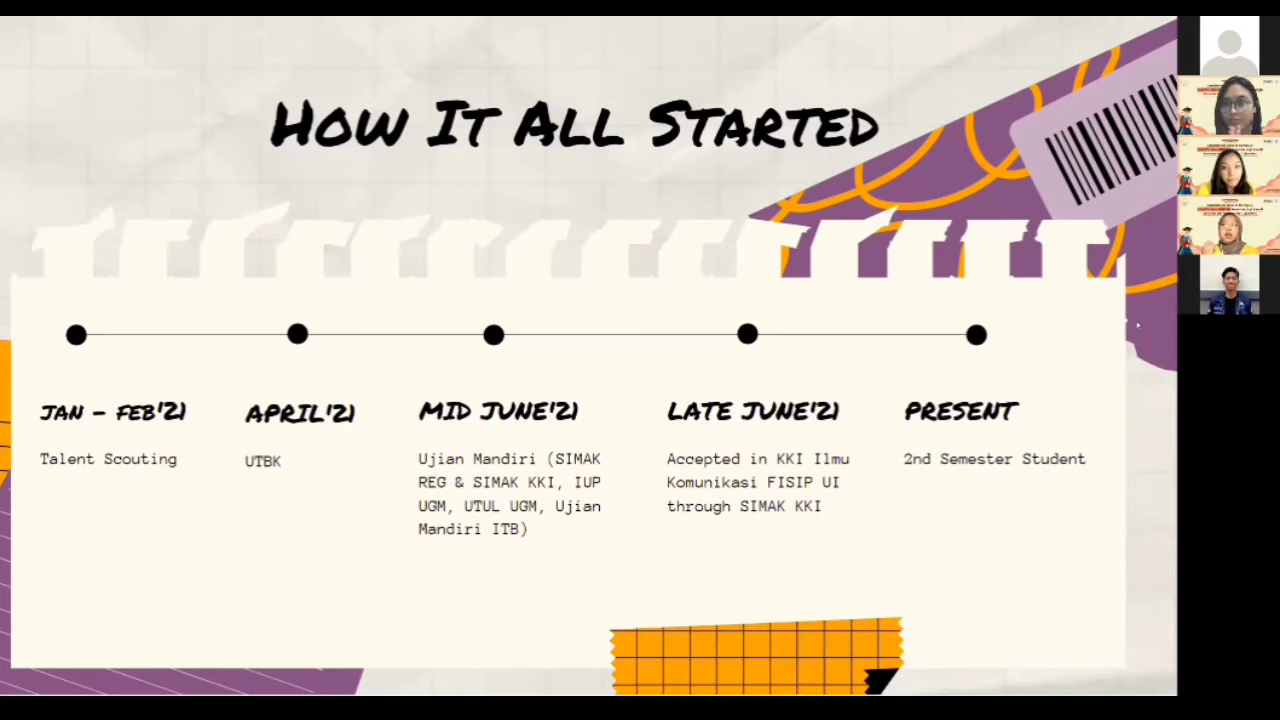 How It All Started
Jan - Feb'21
Talent Scouting
April'21
UTBK
Mid June'21
Ujian Mandiri (SIMAK
REG & SIMAK KKI, IUP
UGM, UTUL UGM, Ujian
Mandiri ITB)
Late June'21
Accepted in KKI Ilmu
Komunikasi FISIP UI
through SIMAK KKI
Present
2nd Semester Student